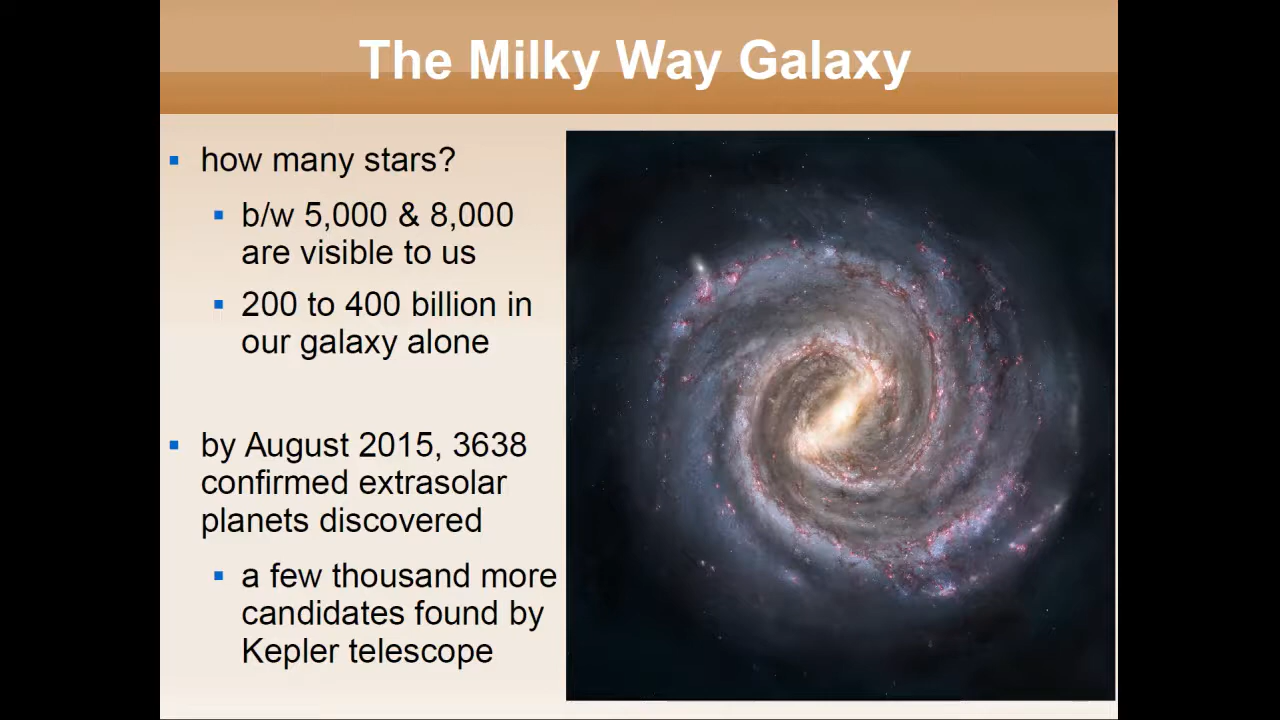 The Milky Way Galaxy
how many stars?
b/w 5,000 & 8,000
are visible to us
200 to 400 billion in
our galaxy alone
by August 2015, 3638
confirmed extrasolar
planets discovered
a few thousand more
candidates found by
Kepler telescope